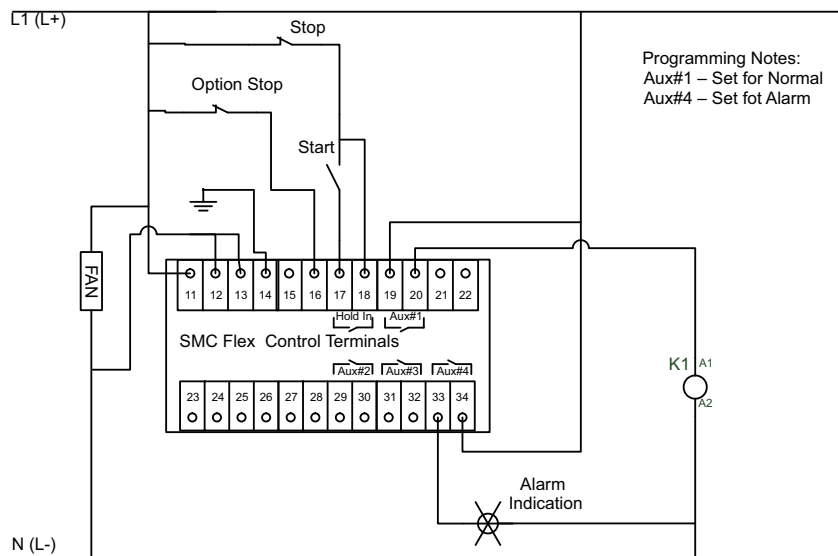 L1 (L+)
Stop
Programming Notes:
Aux#1 – Set for Normal
Aux#4 – Set fot Alarm
Option Stop
Start
FAN
11 12 13 14 15 16 17 18 19 20 21 22
Hold In Aux#1
SMC Flex Control Terminals
Aux#2 Aux#3 Aux#4
K1 A1
A2
23 24 25 26 27 28 29 30 31 32 33 34
Alarm
Indication
N (L-)